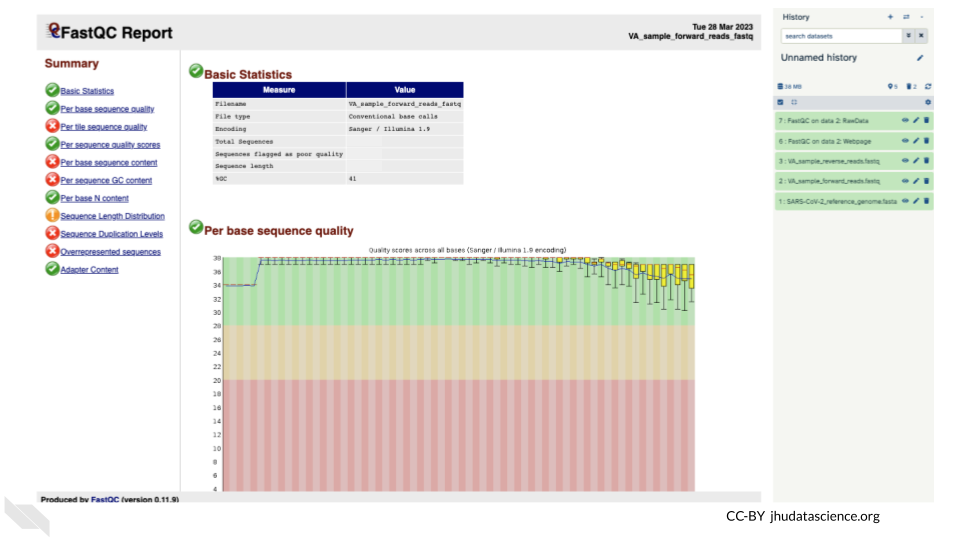 FastQC Report
Tue 28 Mar 2023
VA_sample_forward_reads_fastq
Summary
Basic Statistics
Per base sequence quality
Per tile sequence quality
Per sequence quality scores
Per base sequence content
Per sequence GC content
Per base N content
Sequence Length Distribution
Sequence Duplication Levels
Overrepresented sequences
Adapter Content
Basic Statistics
Measure Value
Filename VA_sample_forward_reads_fastq
File type Conventional base calls
Encoding Sanger / Illumina 1.9
Total Sequences
Sequences flagged as poor quality
Sequence length
%GC 41
Per base sequence quality
Quality scores across all bases (Sanger / Illumina 1.9 encoding)
38
36
34
32
30
28
26
24
22
20
18
16
14
12
10
8
6
4
Produced by FastQC (version 0.11.9)
History
search datasets
Unnamed history
38 MB
5
2
7 : FastQC on data 2: RawData
6 : FastQC on data 2: Webpage
3 : VA_sample_reverse_reads.fastq
2 : VA_sample_forward_reads.fastq
1 : SARS-CoV-2_reference_genome.fasta
CC-BY jhudatascience.org